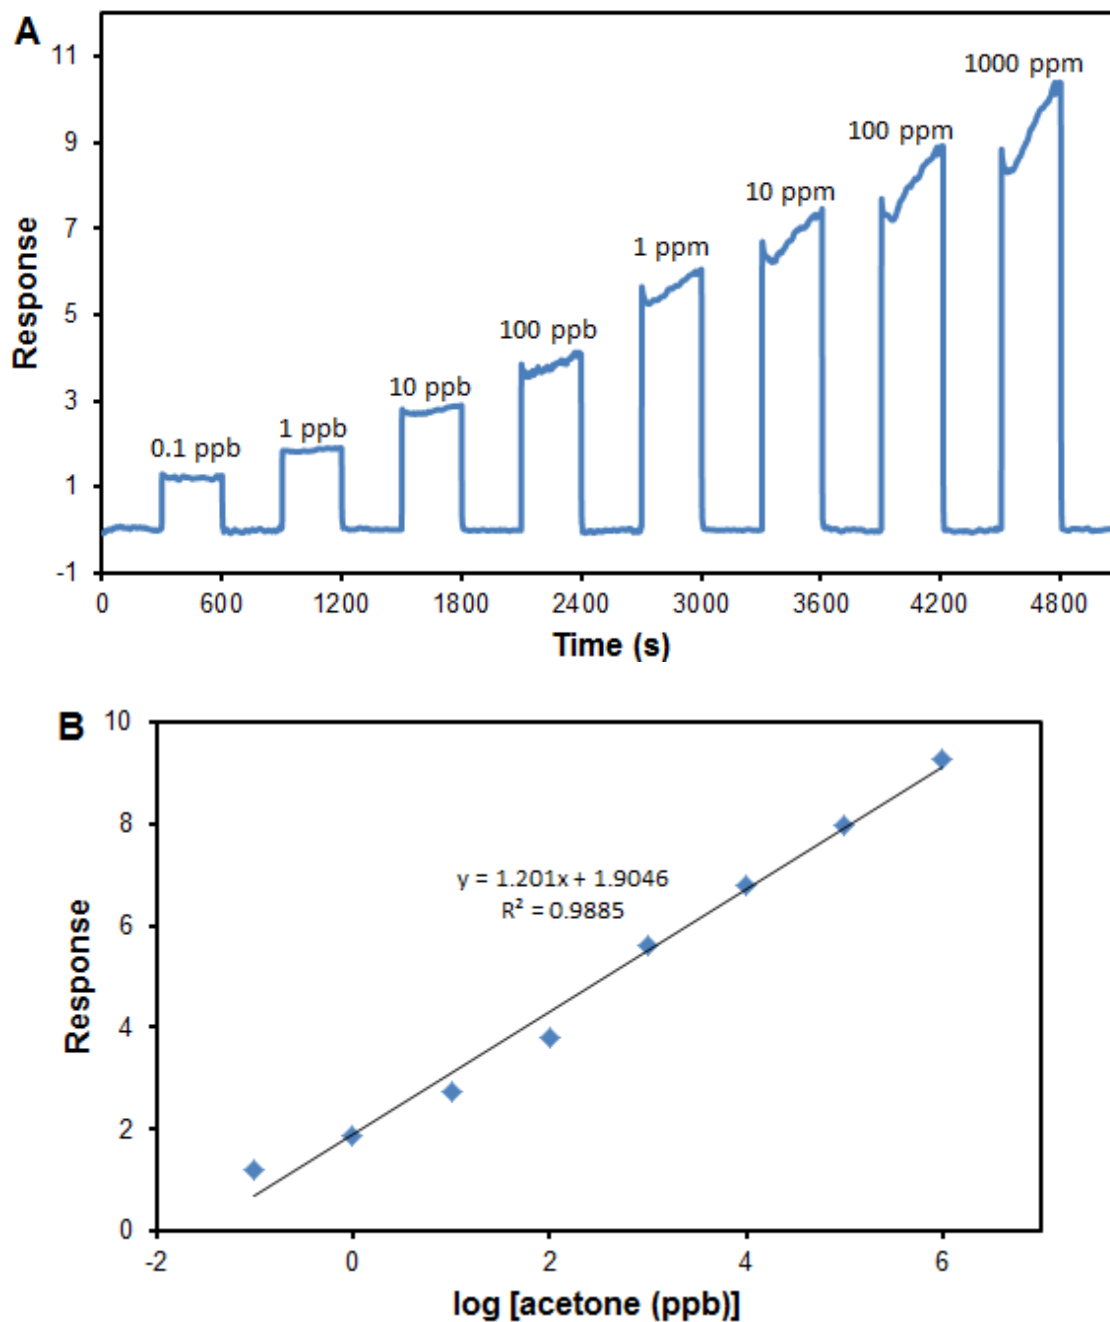 A
11
9
7
5
3
1
-1
Response
0.1 ppb
1 ppb
10 ppb
100 ppb
1 ppm
10 ppm
100 ppm
1000 ppm
0 600 1200 1800 2400 3000 3600 4200 4800
Time (s)
B
10
8
6
4
2
0
Response
y = 1.201x + 1.9046
R² = 0.9885
-2 0 2 4 6
log [acetone (ppb)]